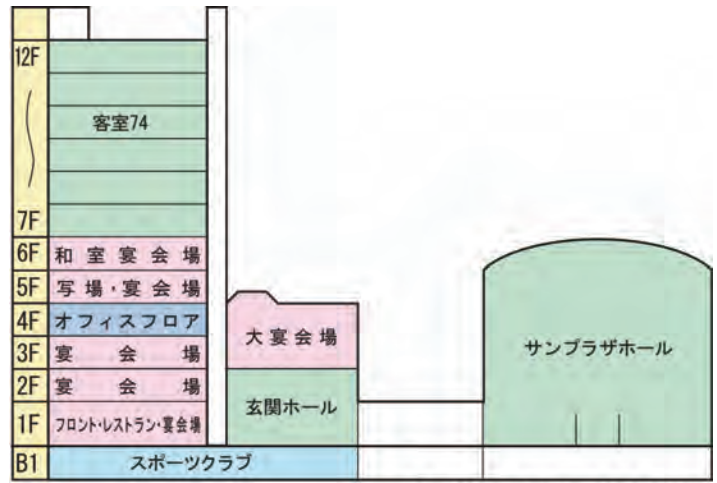 12F
客室74
7F
6F 和室宴会場
5F 写場・宴会場
4F オフィスフロア
3F 宴会場
2F 宴会場
1F フロント・レストラン・宴会場
B1 スポーツクラブ
大宴会場
玄関ホール
サンプラザホール